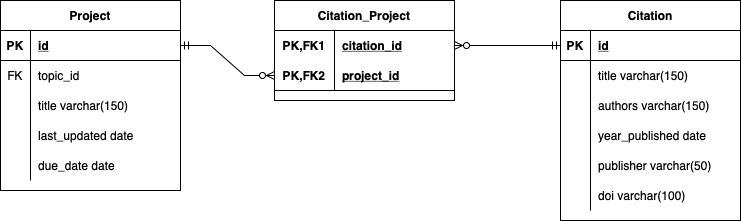 Project
PK id
FK topic_id
title varchar(150)
last_updated date
due_date date
Citation_Project
PK,FK1 citation_id
PK,FK2 project_id
Citation
PK id
title varchar(150)
authors varchar(150)
year_published date
publisher varchar(50)
doi varchar(100)